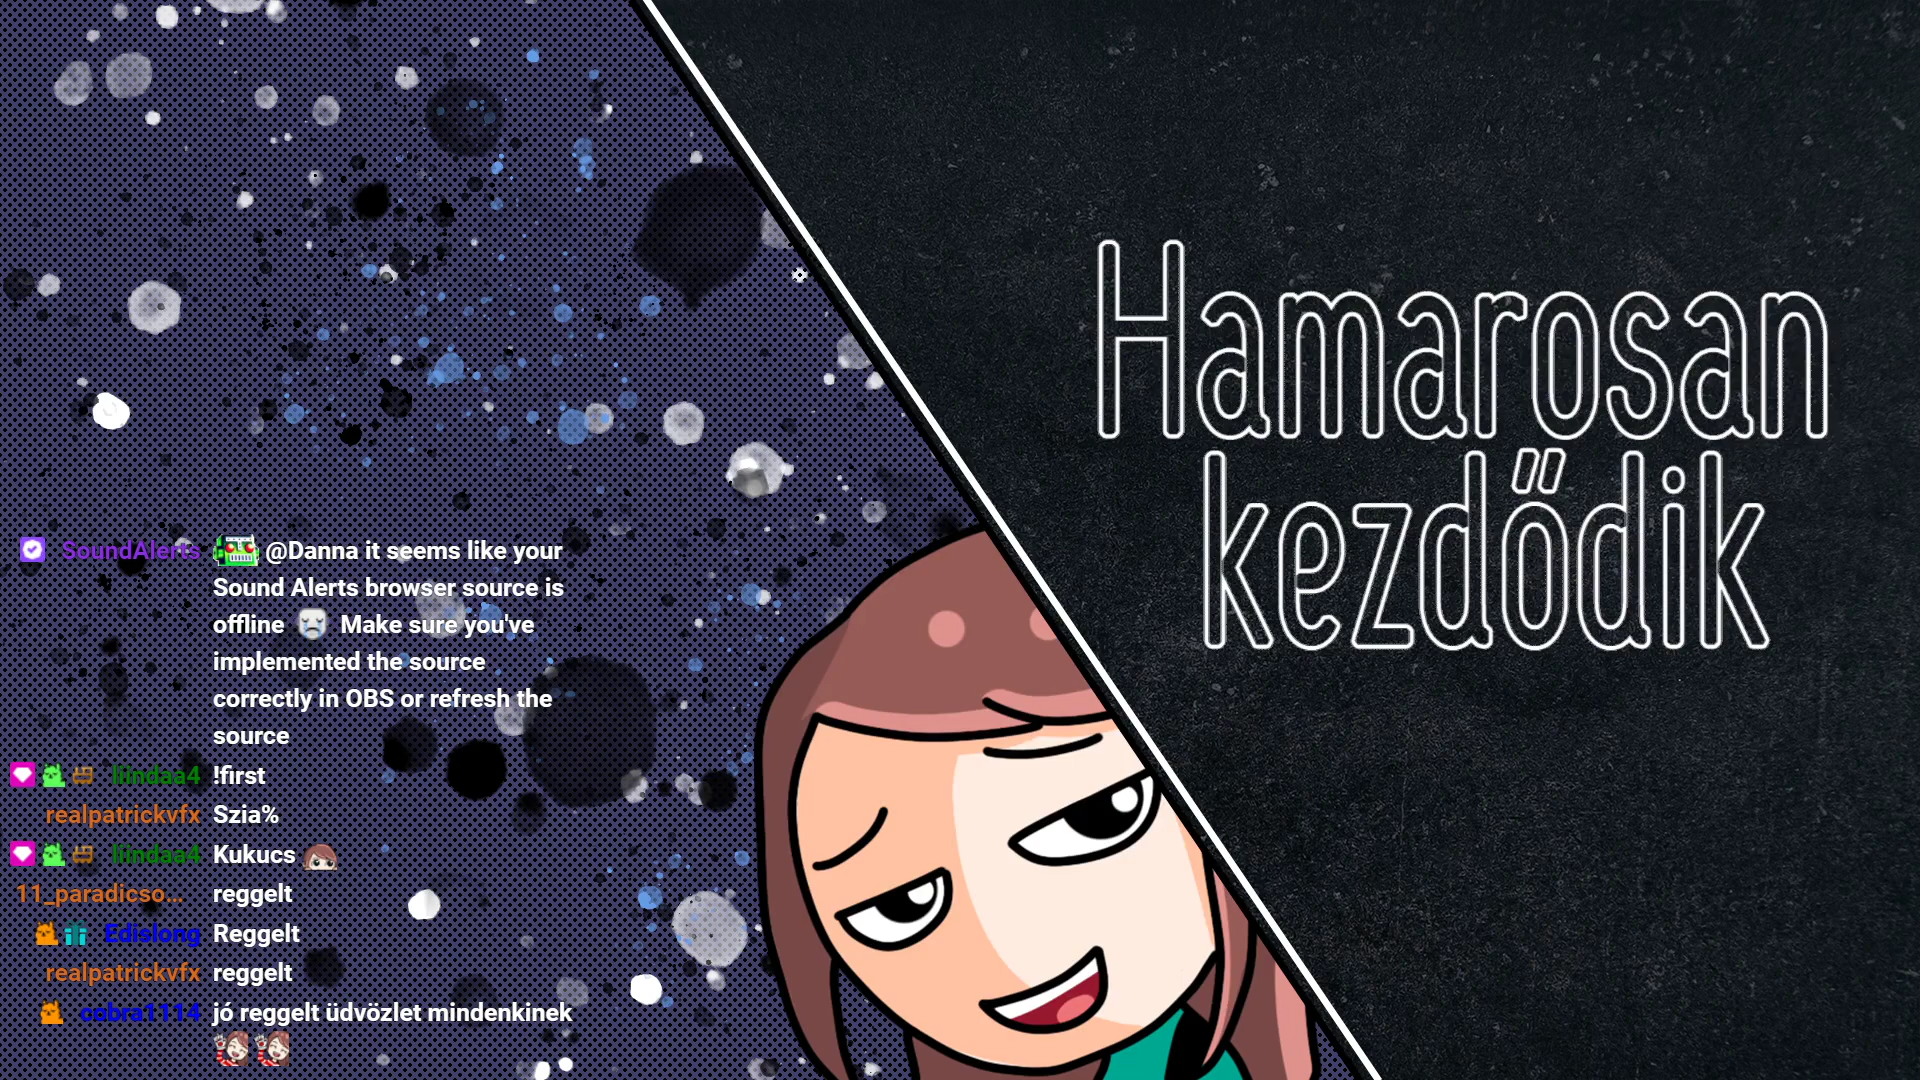 Hamarosan
kezdődik
SoundAlerts @Danna it seems like your
Sound Alerts browser source is
offline Make sure you've
implemented the source
correctly in OBS or refresh the
source
liindaa4 !first
realpatrickvfx Szia%
liindaa4 Kukucs
11_paradicso... reggelt
Edislong Reggelt
realpatrickvfx reggelt
cobra1114 jó reggelt üdvözlet mindenkinek